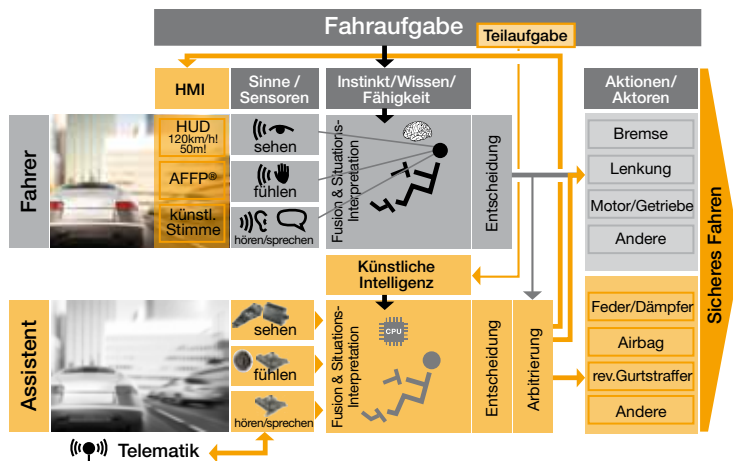 Fahraufgabe
Teilaufgabe
HMI
Sinne /
Sensoren
Instinkt/Wissen/
Fähigkeit
Aktionen/
Aktoren
Fahrer
HUD
120km/h!
50m!
AFFP®
künstl.
Stimme
sehen
fühlen
hören/sprechen
Fusion & Situations-
Interpretation
Entscheidung
Bremse
Lenkung
Motor/Getriebe
Andere
Künstliche
Intelligenz
Assistent
sehen
fühlen
hören/sprechen
Fusion & Situations-
Interpretation
CPU
Entscheidung
Arbitrierung
Feder/Dämpfer
Airbag
rev.Gurtstraffer
Andere
Sicheres Fahren
Telematik